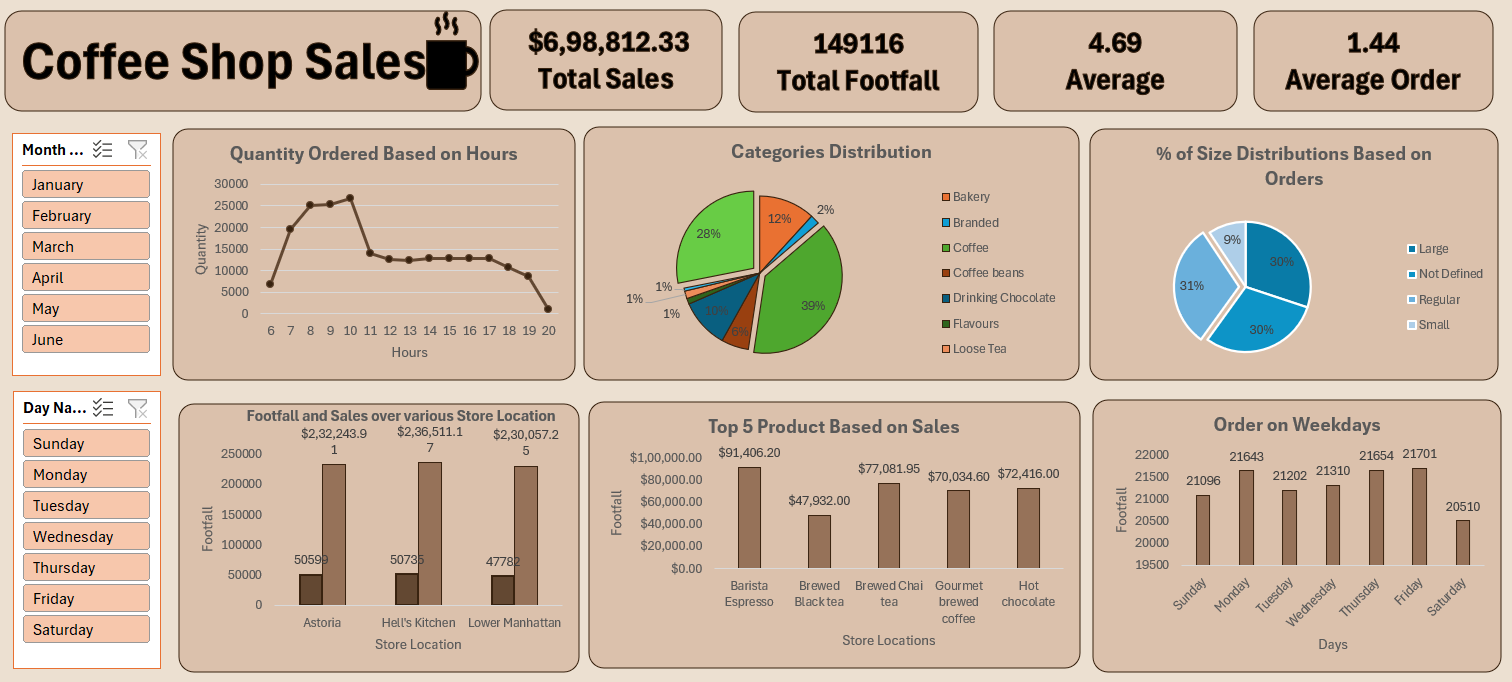 Coffee Shop Sales
$6,98,812.33
Total Sales
149116
Total Footfall
4.69
Average
1.44
Average Order
Month ...
January
February
March
April
May
June
Day Na...
Sunday
Monday
Tuesday
Wednesday
Thursday
Friday
Saturday
Quantity Ordered Based on Hours
Quantity
30000
25000
20000
15000
10000
5000
0
6 7 8 9 10 11 12 13 14 15 16 17 18 19 20
Hours
Categories Distribution
12%
2%
39%
6%
10%
1%
1%
1%
28%
Bakery
Branded
Coffee
Coffee beans
Drinking Chocolate
Flavours
Loose Tea
% of Size Distributions Based on
Orders
30%
30%
31%
9%
Large
Not Defined
Regular
Small
Footfall and Sales over various Store Location
Footfall
250000
200000
150000
100000
50000
0
$2,32,243.9
1
$2,36,511.1
7
$2,30,057.2
5
50599
50735
47782
Astoria
Hell's Kitchen
Lower Manhattan
Store Location
Top 5 Product Based on Sales
Footfall
$1,00,000.00
$80,000.00
$60,000.00
$40,000.00
$20,000.00
$0.00
$91,406.20
$47,932.00
$77,081.95
$70,034.60
$72,416.00
Barista
Espresso
Brewed
Black tea
Brewed Chai
tea
Gourmet
brewed
coffee
Hot
chocolate
Store Locations
Order on Weekdays
Footfall
22000
21500
21000
20500
20000
19500
21096
21643
21202
21310
21654
21701
20510
Sunday
Monday
Tuesday
Wednesday
Thursday
Friday
Saturday
Days